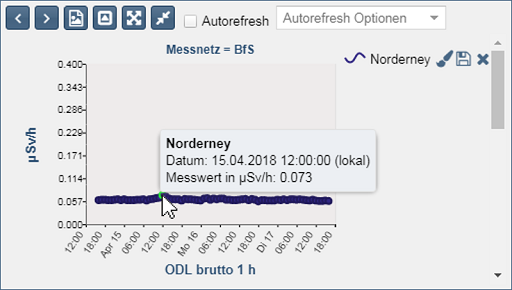 Autorefresh
Autorefresh Optionen
Messnetz = BfS
Norderney
0.400
0.343
0.286
0.229
0.171
0.114
0.057
0.000
µSv/h
Norderney
Datum: 15.04.2018 12:00:00 (lokal)
Messwert in µSv/h: 0.073
12:00
18:00
Apr 15
06:00
12:00
18:00
Mo 16
06:00
12:00
18:00
Di 17
06:00
12:00
18:00
ODL brutto 1 h